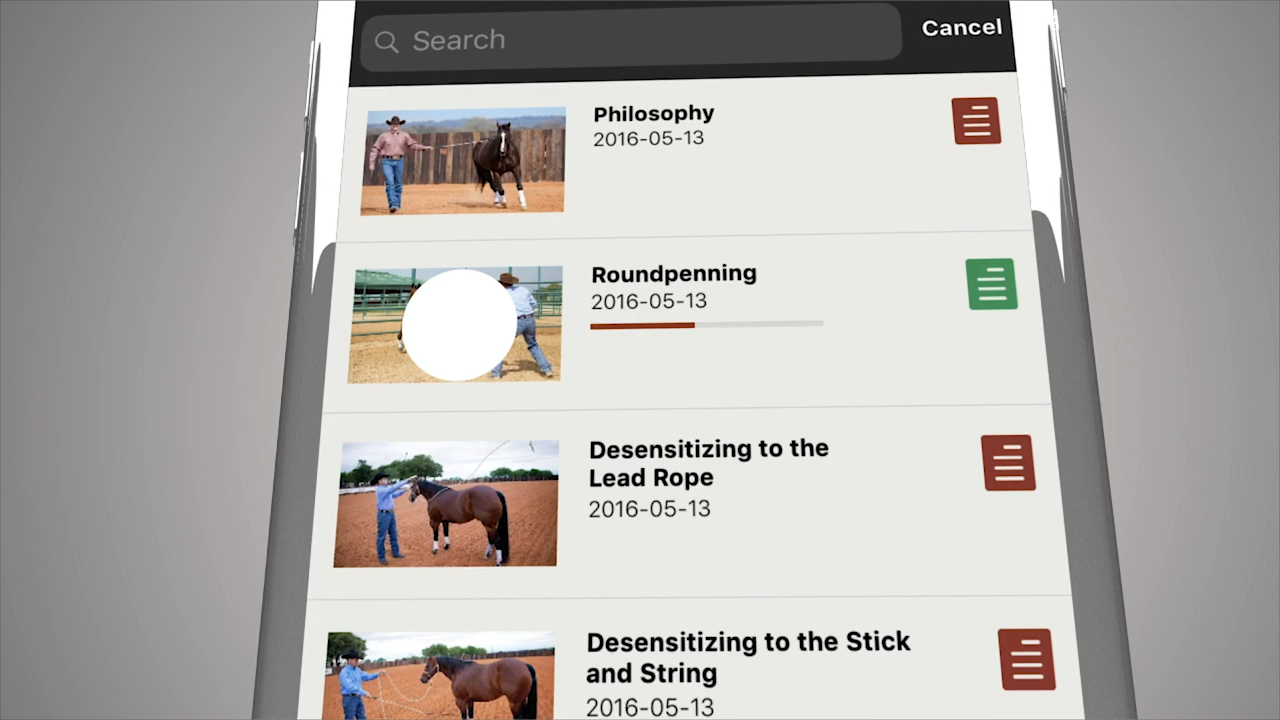 Search
Cancel
Philosophy
2016-05-13
Roundpenning
2016-05-13
Desensitizing to the
Lead Rope
2016-05-13
Desensitizing to the Stick
and String
2016-05-13